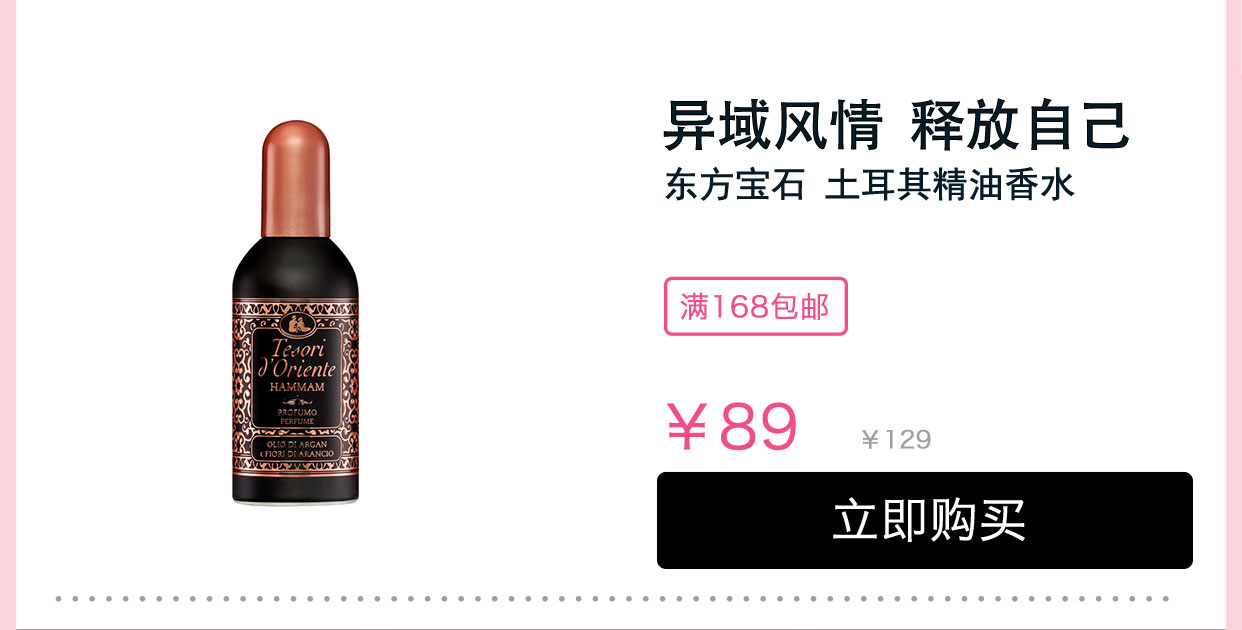 异域风情 释放自己
东方宝石 土耳其精油香水
满168包邮
￥89
￥129
立即购买
Tesori
d'Oriente
HAMMAM
PROFUMO
PERFUME
OLIO DI ARGAN
E FIORI DI ARANCIO